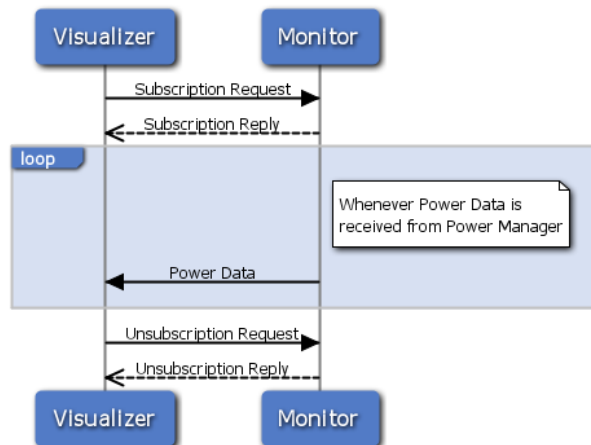 Visualizer
Monitor
Subscription Request
Subscription Reply
loop
Whenever Power Data is
received from Power Manager
Power Data
Unsubscription Request
Unsubscription Reply
Visualizer
Monitor